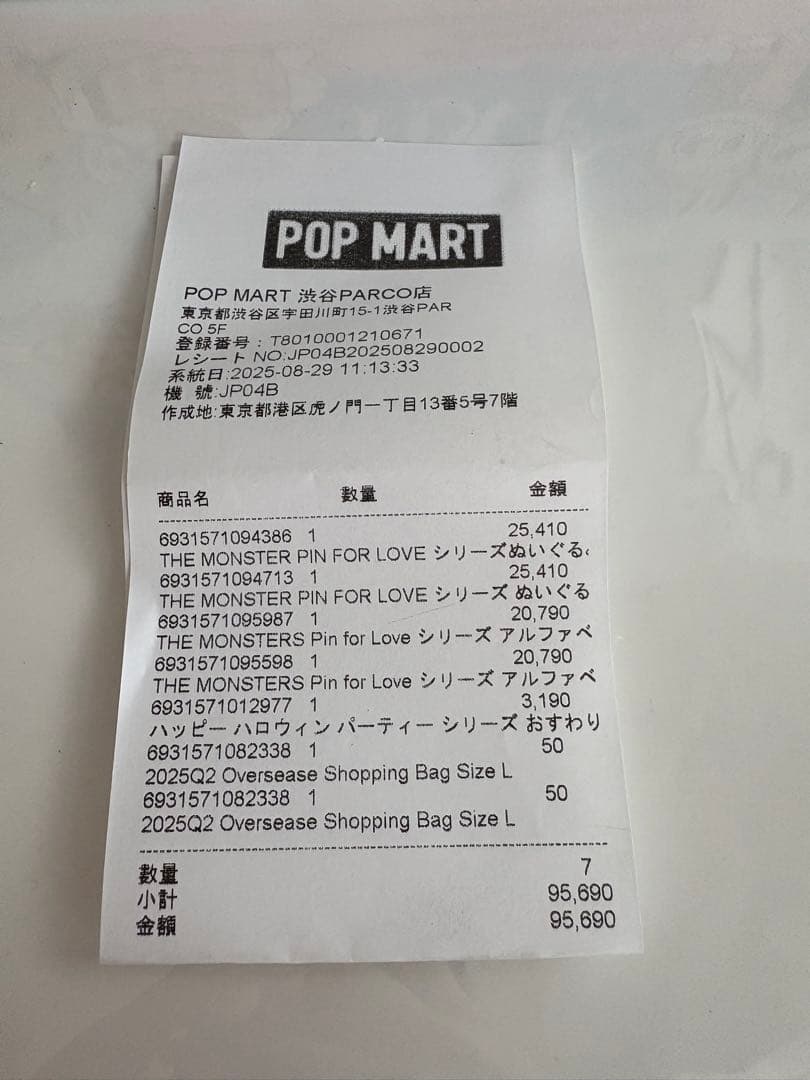 POP MART
POP MART 渋谷PARCO店
東京都渋谷区宇田川町15-1渋谷PAR
CO 5F
登録番号：T8010001210671
レシート NO:JP04B202508290002
系統日:2025-08-29 11:13:33
機 號:JP04B
作成地:東京都港区虎ノ門一丁目13番5号7階
商品名 數量 金額
6931571094386 1 25,410
THE MONSTER PIN FOR LOVE シリーズぬいぐる
6931571094713 1 25,410
THE MONSTER PIN FOR LOVE シリーズ ぬいぐる
6931571095987 1 20,790
THE MONSTERS Pin for Love シリーズ アルファベ
6931571095598 1 20,790
THE MONSTERS Pin for Love シリーズ アルファベ
6931571012977 1 3,190
ハッピー ハロウィン パーティー シリーズ おすわり
6931571082338 1 50
2025Q2 Oversease Shopping Bag Size L
6931571082338 1 50
2025Q2 Oversease Shopping Bag Size L
數量 7
小計 95,690
金額 95,690